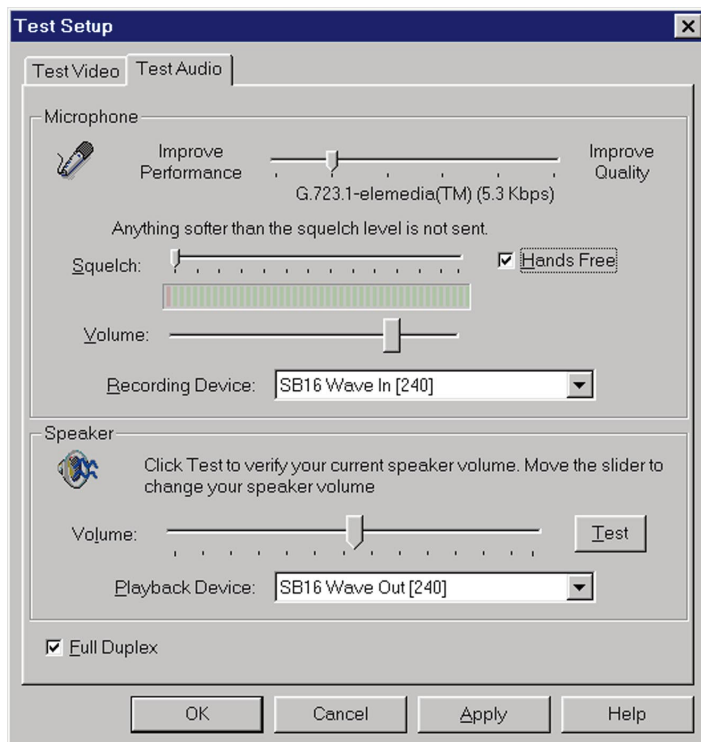 Test Setup
Test Video Test Audio
Microphone
Improve Performance
Improve Quality
G.723.1-elemedia(TM) (5.3 Kbps)
Anything softer than the squelch level is not sent.
Squelch:
Hands Free
Volume:
Recording Device: SB16 Wave In [240]
Speaker
Click Test to verify your current speaker volume. Move the slider to
change your speaker volume
Volume:
Test
Playback Device: SB16 Wave Out [240]
Full Duplex
OK Cancel Apply Help